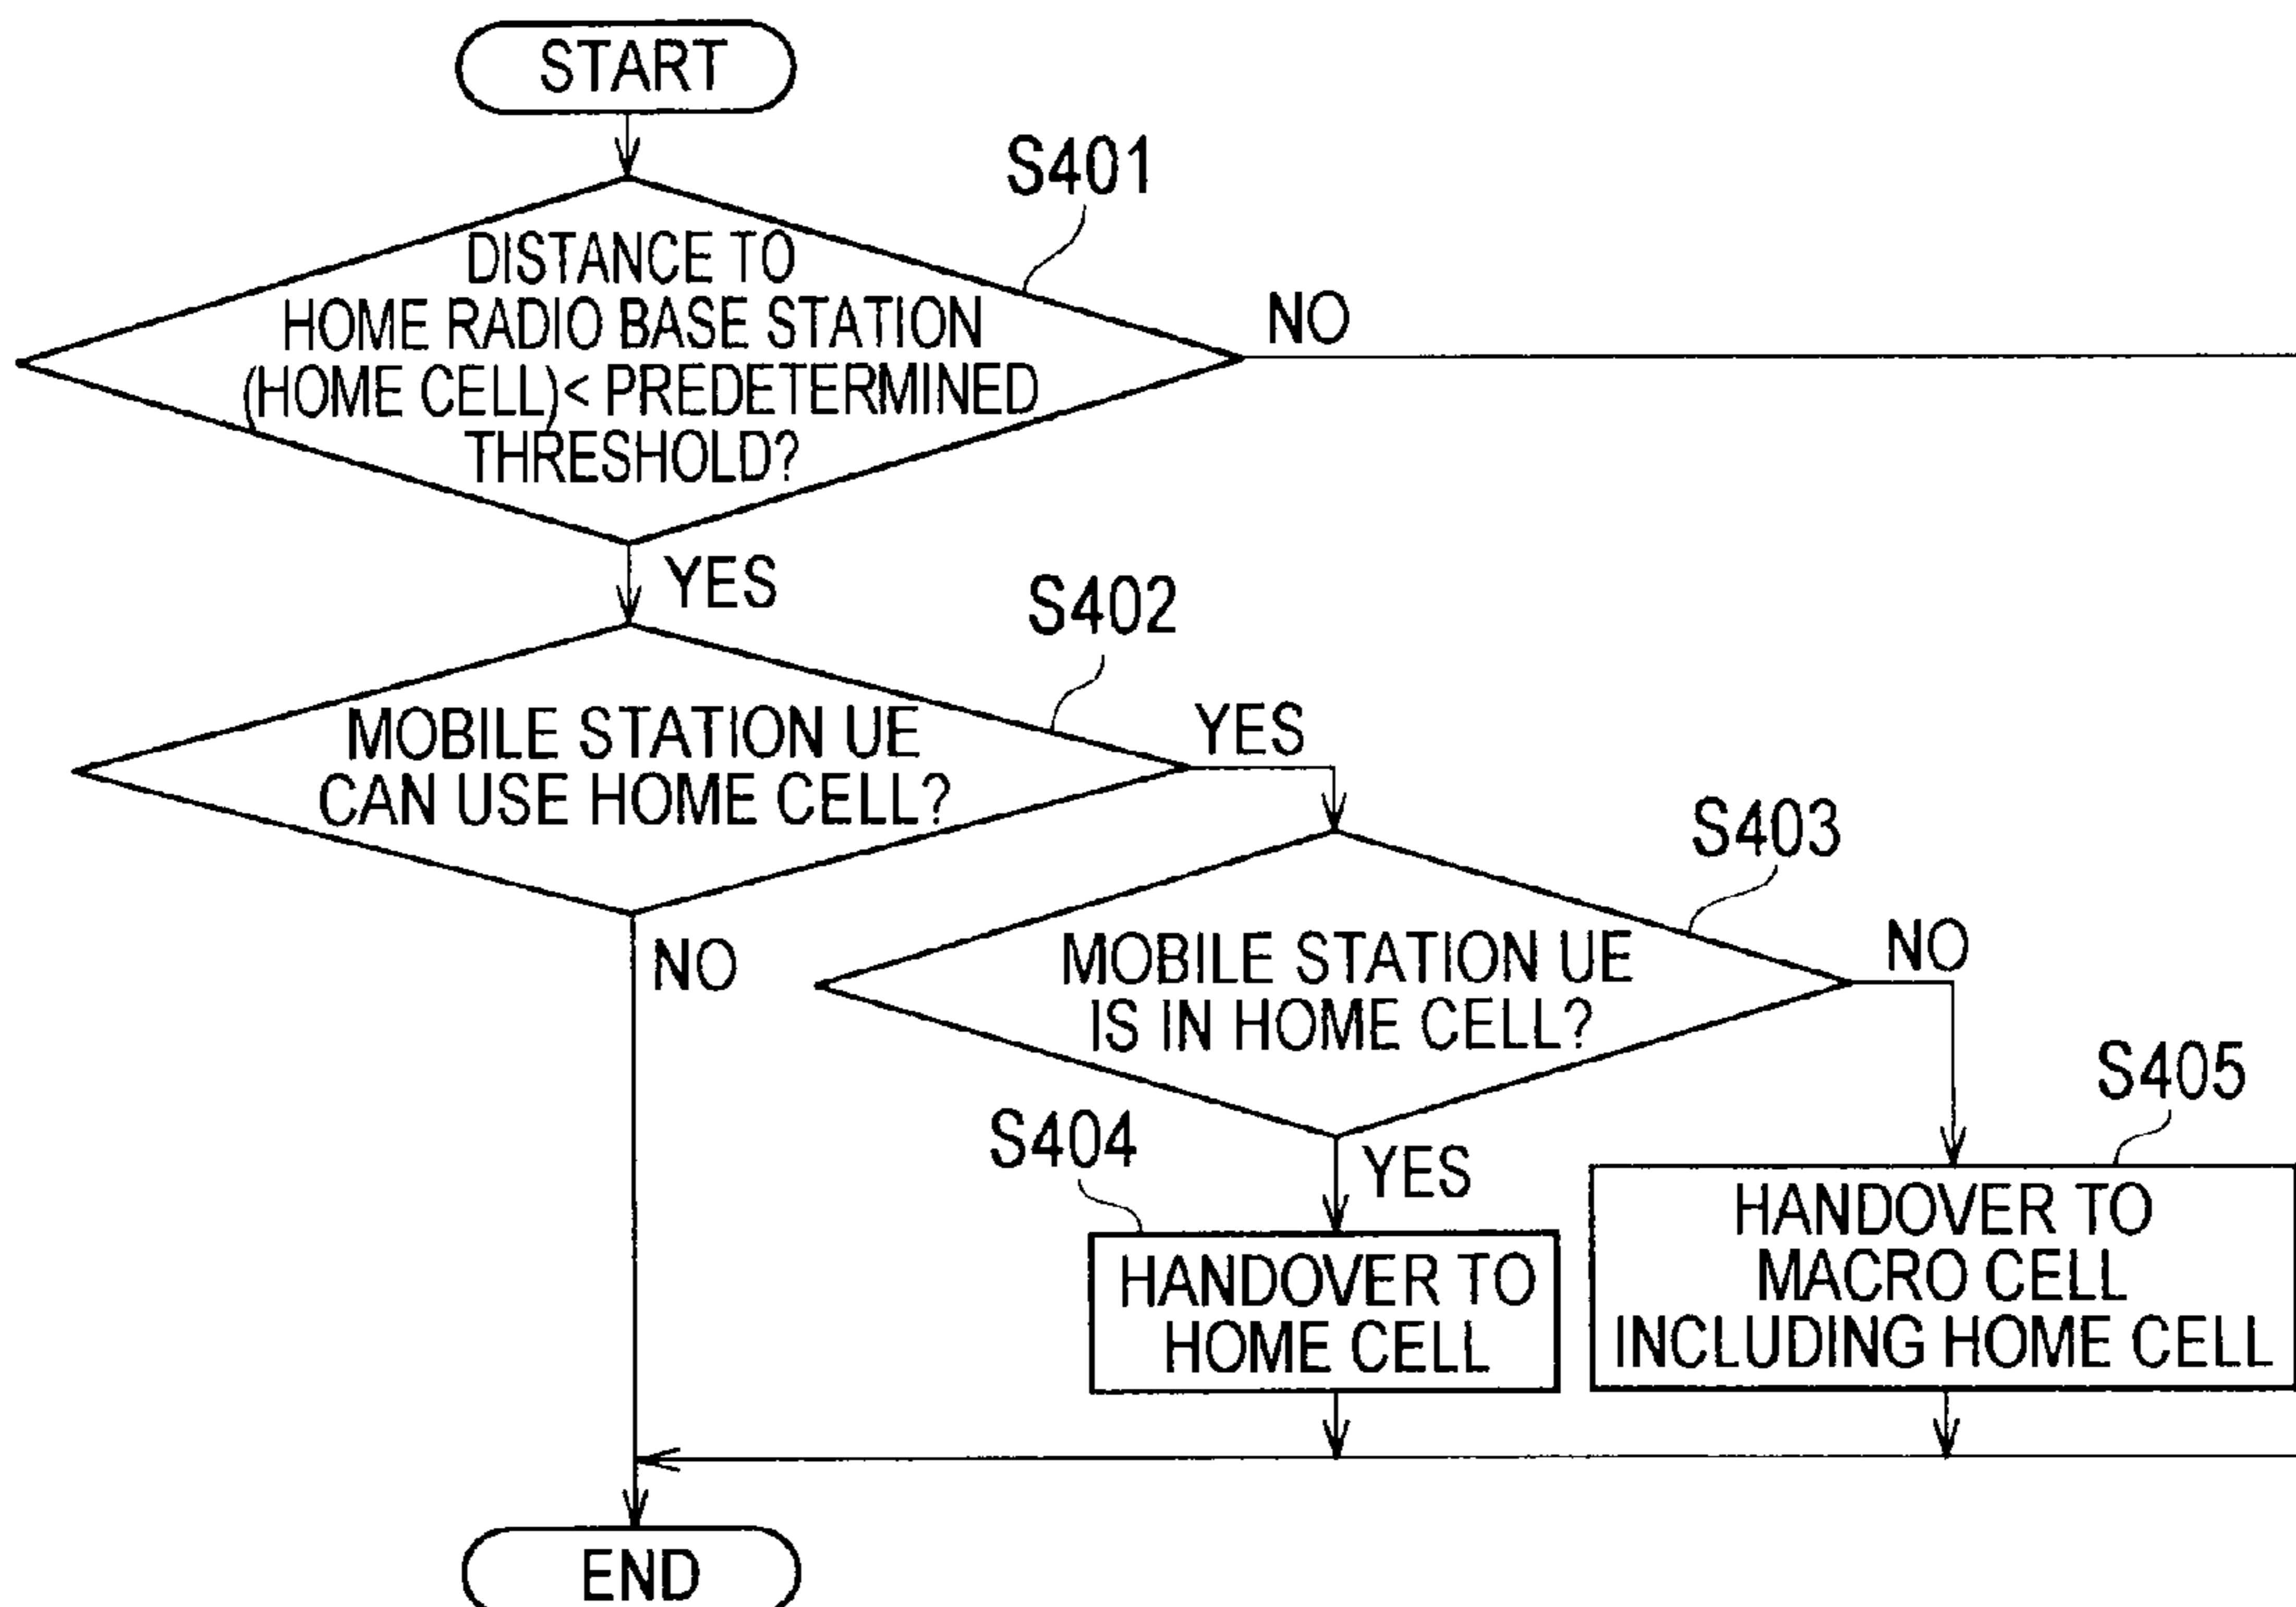 START
S401
DISTANCE TO
HOME RADIO BASE STATION
(HOME CELL)< PREDETERMINED
THRESHOLD?
NO
YES
S402
MOBILE STATION UE
CAN USE HOME CELL?
YES
NO
S403
MOBILE STATION UE
IS IN HOME CELL?
NO
YES
S404
HANDOVER TO
HOME CELL
S405
HANDOVER TO
MACRO CELL
INCLUDING HOME CELL
END